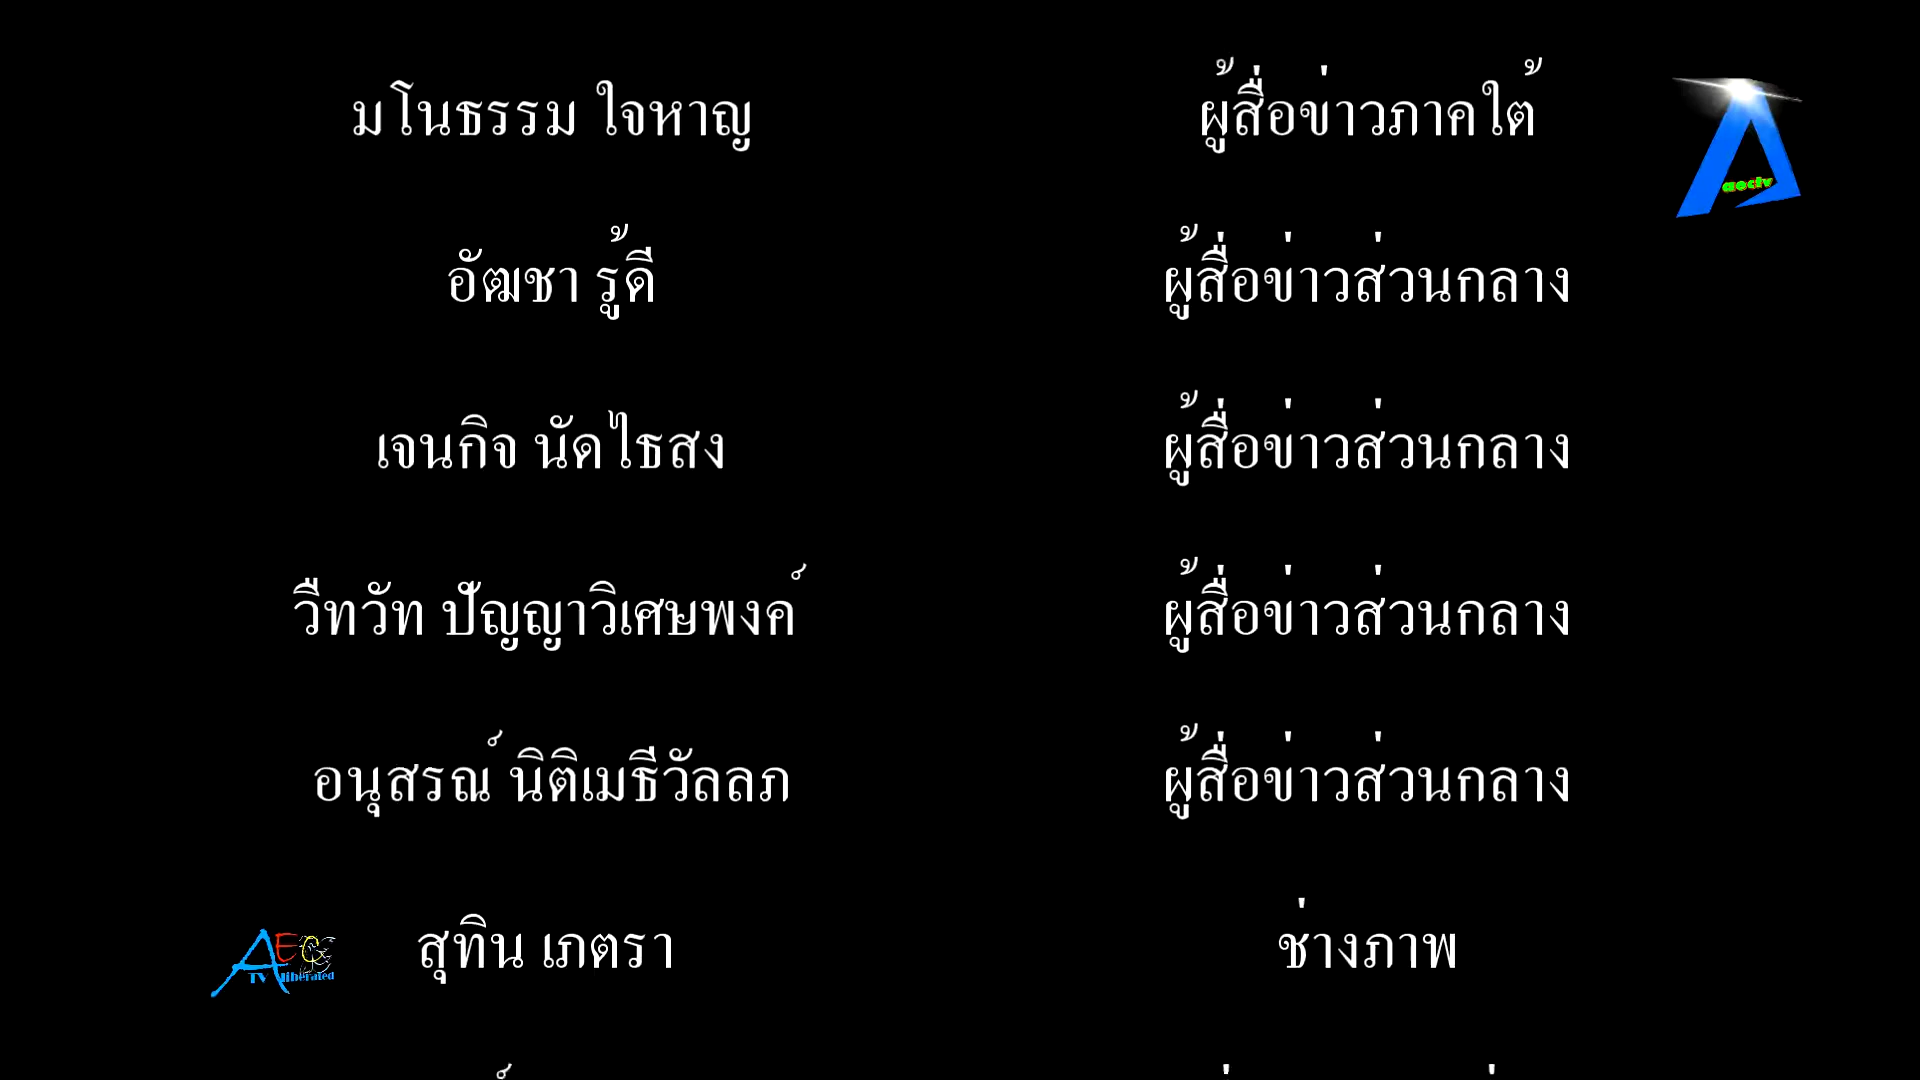 มโนธรรม ใจหาญ ผู้สื่อข่าวภาคใต้
aectv
อัฒชา รู้ดี ผู้สื่อข่าวส่วนกลาง
เจนกิจ นัดไธสง ผู้สื่อข่าวส่วนกลาง
วืทวัท ปัญญาวิเศษพงค์ ผู้สื่อข่าวส่วนกลาง
อนุสรณ์ นิติเมธีวัลลภ ผู้สื่อข่าวส่วนกลาง
สุทิน เภตรา ช่างภาพ
AEC
TV liberated